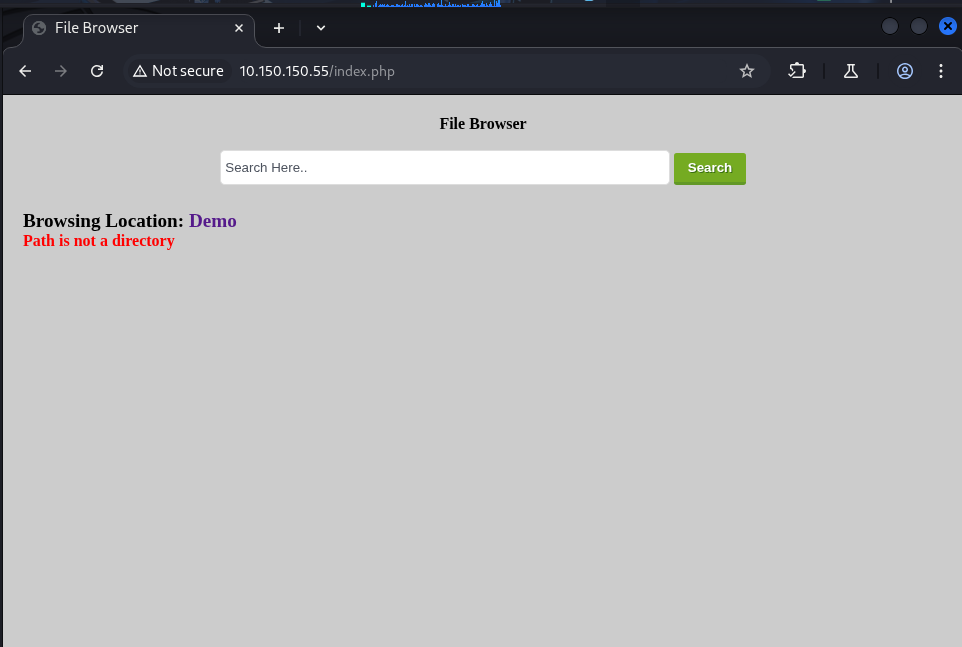 File Browser
Not secure 10.150.150.55/index.php
File Browser
Search Here.. Search
Browsing Location: Demo
Path is not a directory